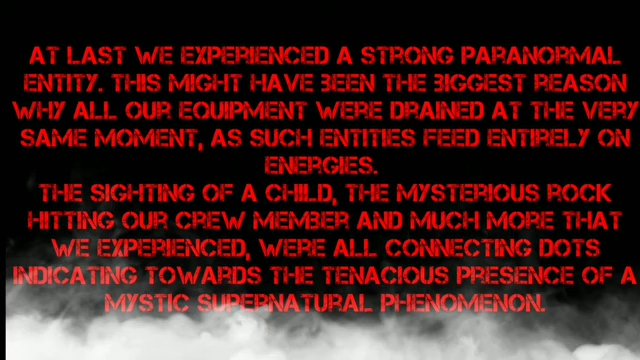 AT LAST WE EXPERIENCED A STRONG PARANORMAL
ENTITY. THIS MIGHT HAVE BEEN THE BIGGEST REASON
WHY ALL OUR EQUIPMENT WERE DRAINED AT THE VERY
SAME MOMENT, AS SUCH ENTITIES FEED ENTIRELY ON
ENERGIES.
THE SIGHTING OF A CHILD, THE MYSTERIOUS ROCK
HITTING OUR CREW MEMBER AND MUCH MORE THAT
WE EXPERIENCED, WERE ALL CONNECTING DOTS
INDICATING TOWARDS THE TENACIOUS PRESENCE OF A
MYSTIC SUPERNATURAL PHENOMENON.